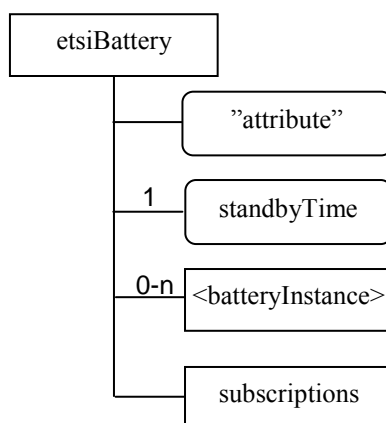 etsiBattery
”attribute”
1
standbyTime
0-n
<batteryInstance>
subscriptions